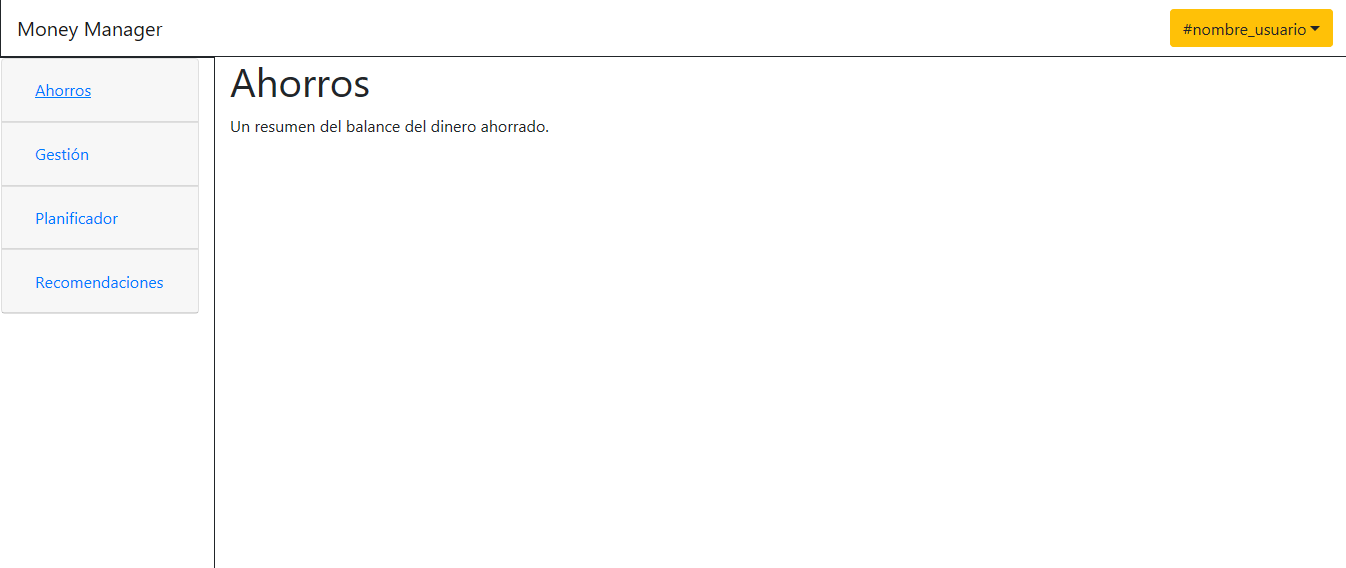 Money Manager
#nombre_usuario
Ahorros
Gestión
Planificador
Recomendaciones
Ahorros
Un resumen del balance del dinero ahorrado.